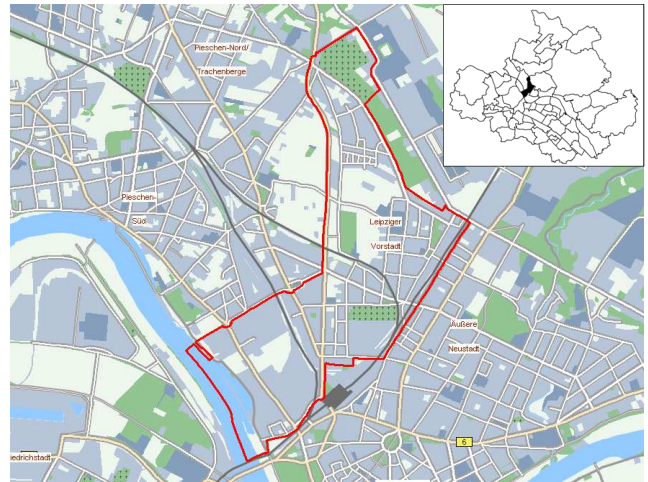 Pieschen-Nord/
Trachenberge
Pieschen-
Süd
Leipziger
Vorstadt
Äußere
Neustadt
6
iedrichstadt